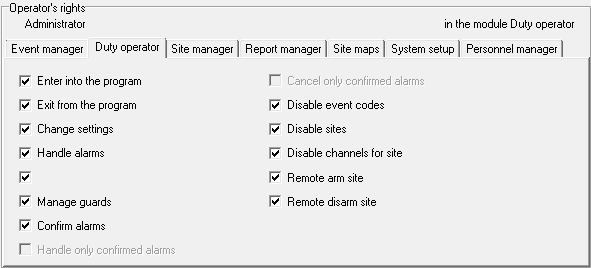 Operator's rights
Administrator
in the module Duty operator
Event manager
Duty operator
Site manager
Report manager
Site maps
System setup
Personnel manager
Enter into the program
Exit from the program
Change settings
Handle alarms
Manage guards
Confirm alarms
Handle only confirmed alarms
Cancel only confirmed alarms
Disable event codes
Disable sites
Disable channels for site
Remote arm site
Remote disarm site